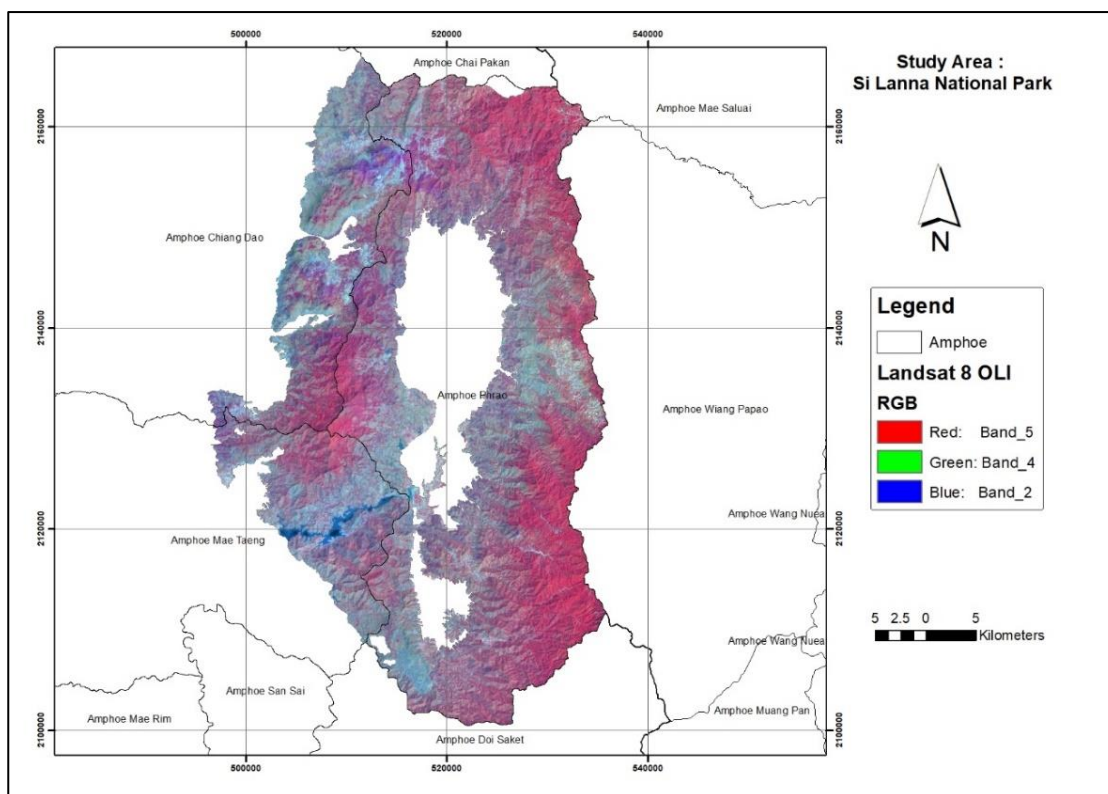 500000
520000
540000
Amphoe Chai Pakan
Amphoe Mae Saluai
2160000
2160000
Amphoe Chiang Dao
2140000
2140000
Amphoe Phrao
Amphoe Wiang Papao
Amphoe Wang Nuea
2120000
2120000
Amphoe Mae Taeng
Amphoe Wang Nuea
Amphoe San Sai
Amphoe Mae Rim
Amphoe Muang Pan
2100000
2100000
Amphoe Doi Saket
500000
520000
540000
Study Area :
Si Lanna National Park
N
Legend
Amphoe
Landsat 8 OLI
RGB
Red: Band_5
Green: Band_4
Blue: Band_2
5 2.5 0 5
Kilometers